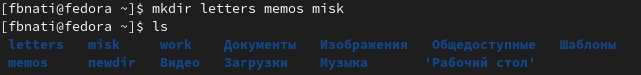 [fbnati@fedora ~]$ mkdir letters memos misk
[fbnati@fedora ~]$ ls
letters misk work Документы Изображения Общедоступные Шаблоны
memos newdir Видео Загрузки Музыка 'Рабочий стол'